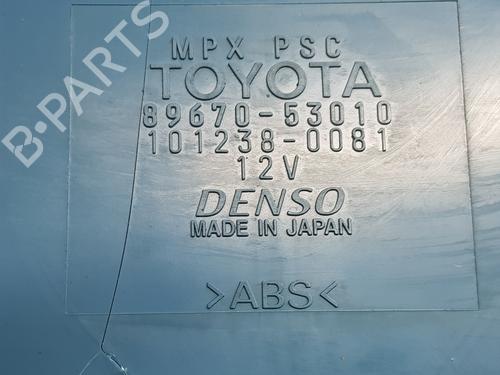 B-PARTS
MPX PSC
TOYOTA
89670-53010
101238-0081
12V
DENSO
MADE IN JAPAN
>ABS<